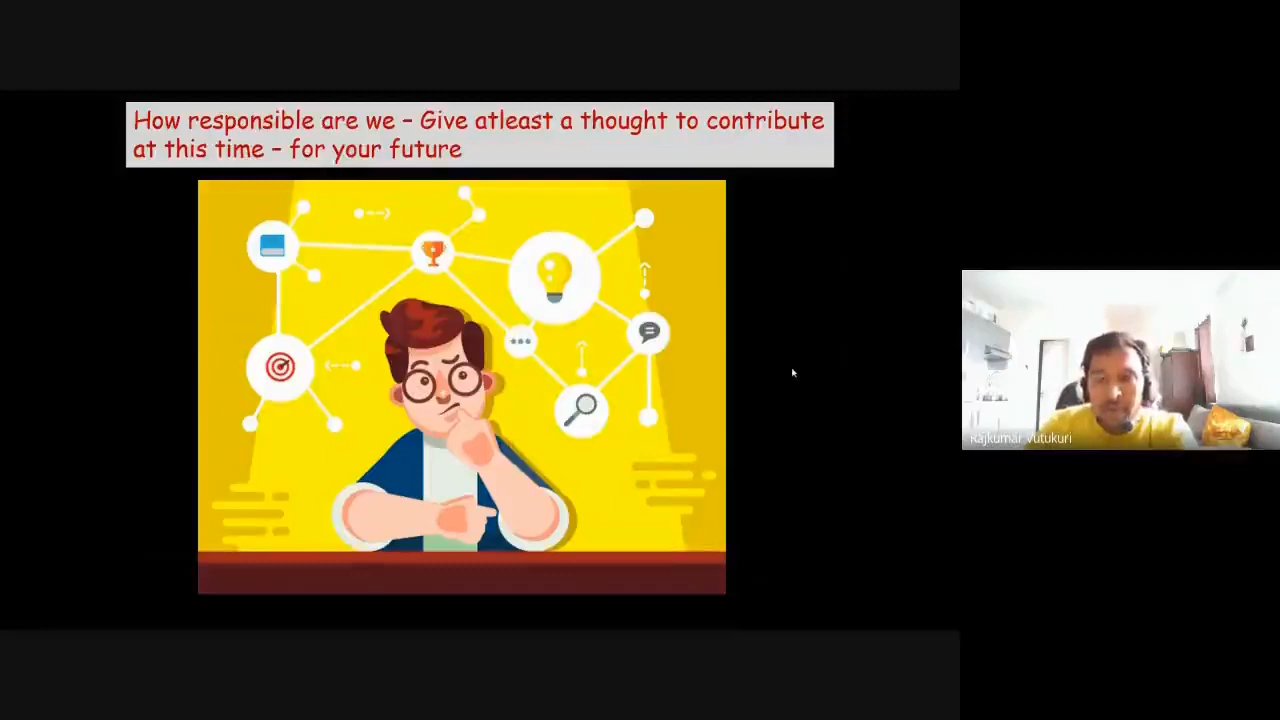 How responsible are we – Give atleast a thought to contribute
at this time – for your future
Rajkumar Vutukuri